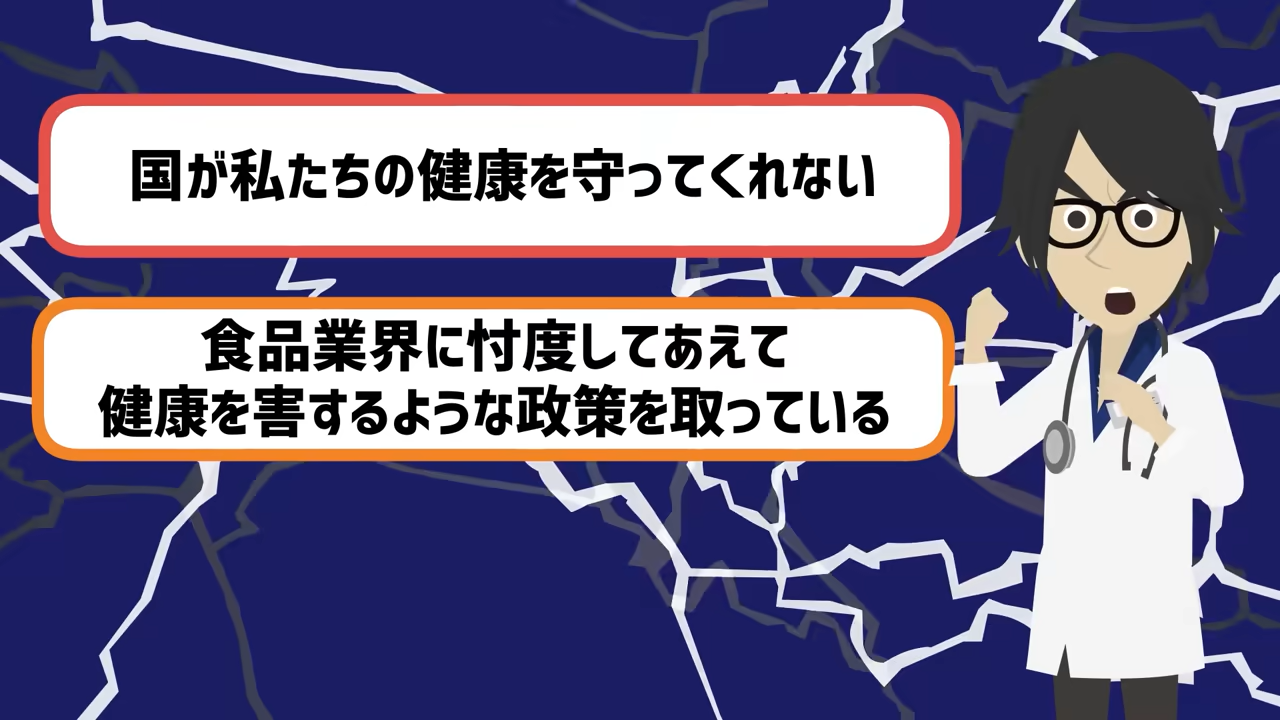 国が私たちの健康を守ってくれない
食品業界に忖度してあえて
健康を害するような政策を取っている